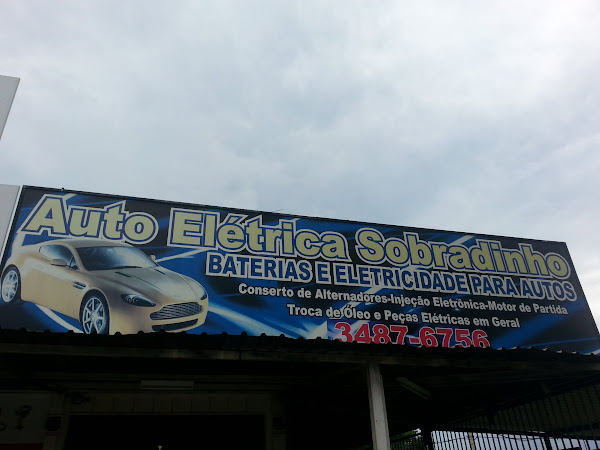 Auto Elétrica Sobradinho
BATERIAS E ELETRICIDADE PARA AUTOS
Conserto de Alternadores-Injeção Eletrônica-Motor de Partida
Troca de Óleo e Peças Elétricas em Geral
3487-6756